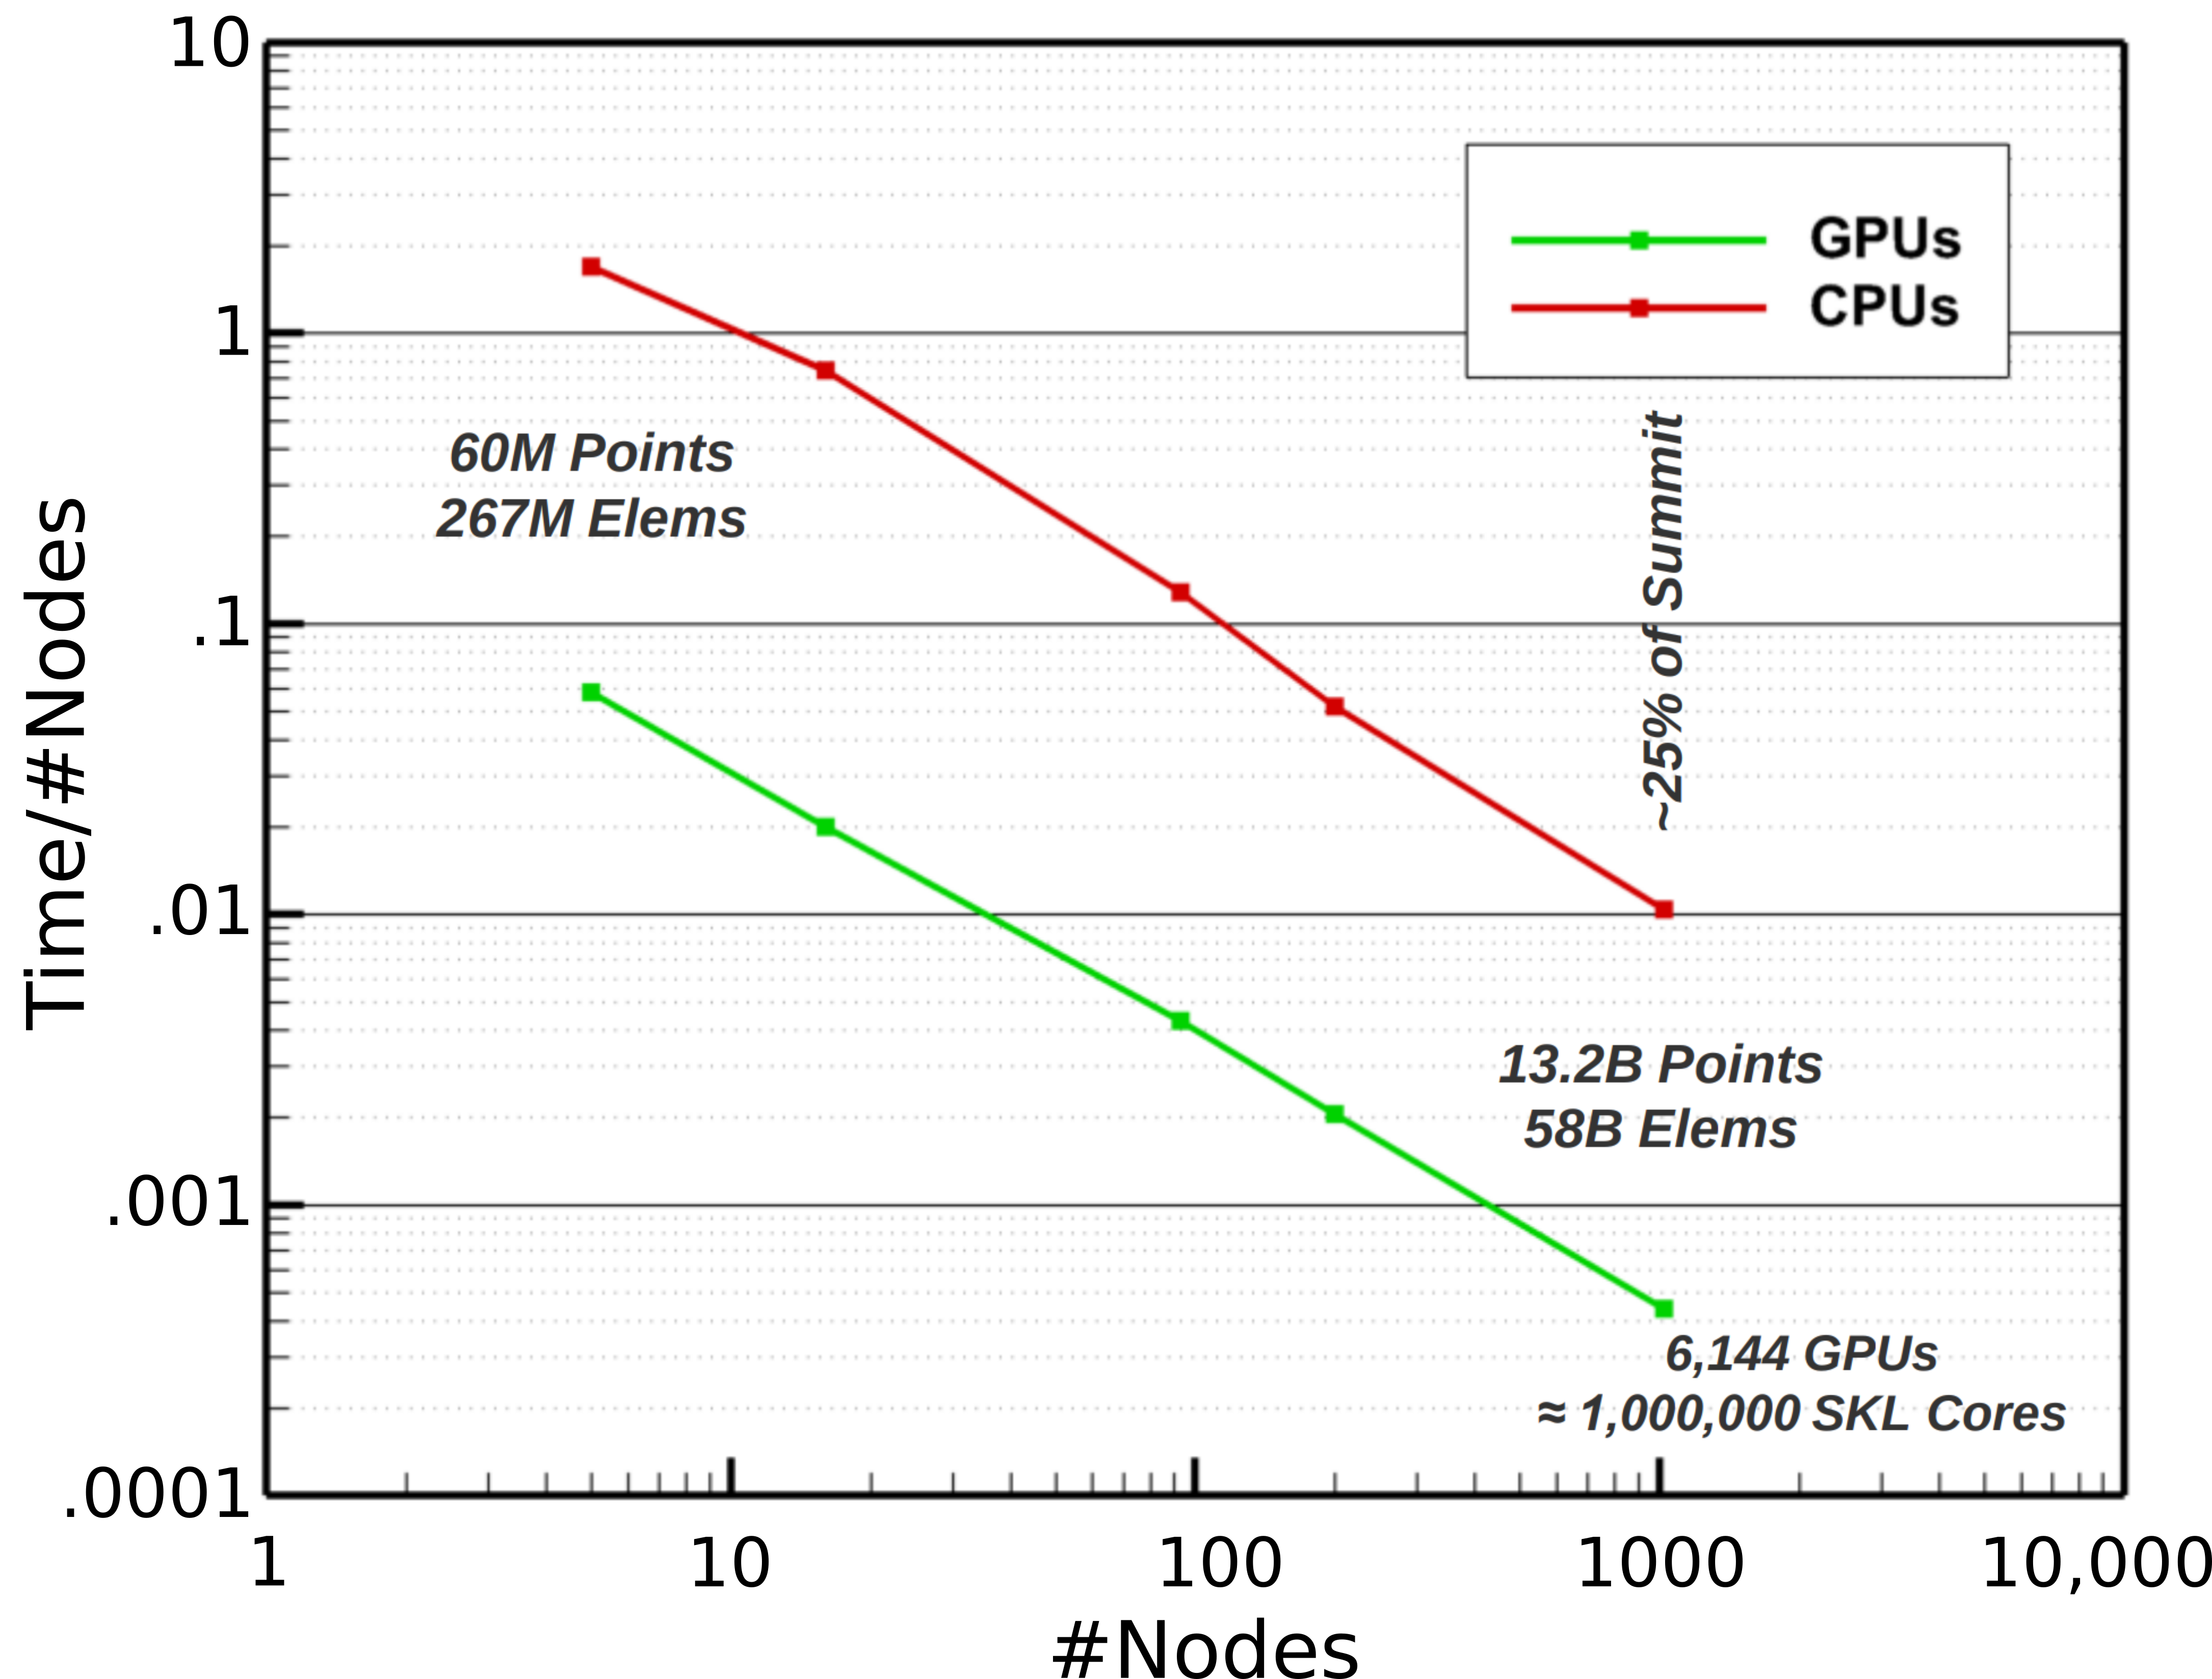 10
1
.1
.01
.001
.0001
Time/#Nodes
GPUs
CPUs
60M Points
267M Elems
~25% of Summit
13.2B Points
58B Elems
6,144 GPUs
≈ 1,000,000 SKL Cores
1 10 100 1000 10,000
#Nodes